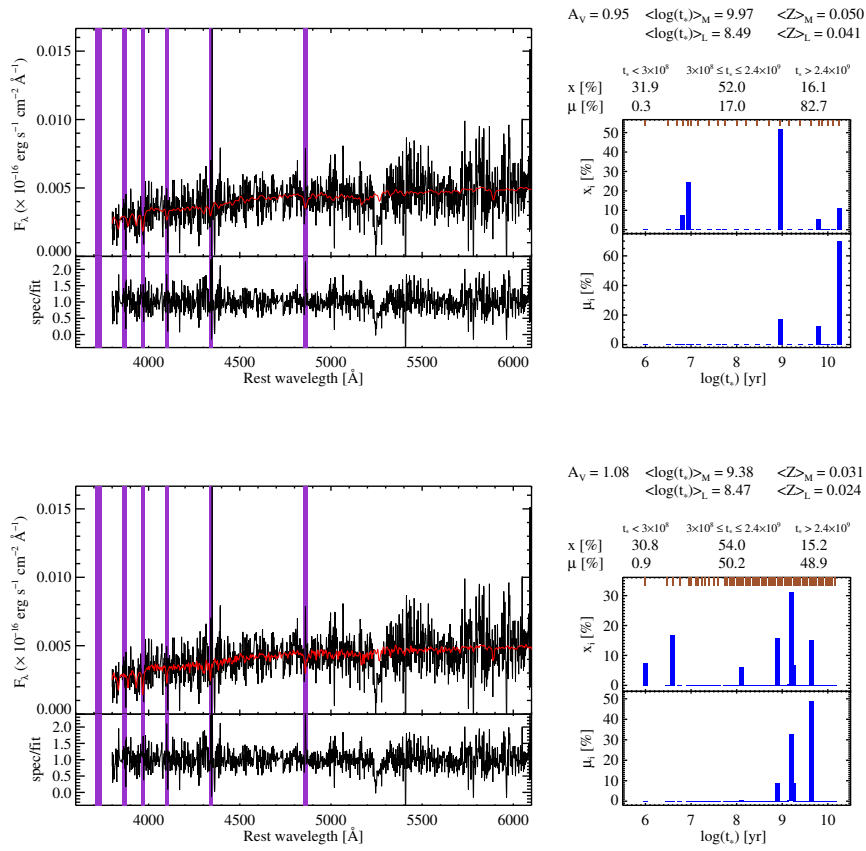 A_V = 0.95 <log(t_*)>_M = 9.97 <Z>_M = 0.050
<log(t_*)>_L = 8.49 <Z>_L = 0.041
t_* < 3×10^8 3×10^8 ≤ t_* ≤ 2.4×10^9 t_* > 2.4×10^9
x [%] 31.9 52.0 16.1
μ [%] 0.3 17.0 82.7
F_λ (× 10^−16 erg s^−1 cm^−2 Å^−1)
0.015
0.010
0.005
0.000
spec/fit
2.0
1.5
1.0
0.5
0.0
4000 4500 5000 5500 6000
Rest wavelegth [Å]
x_i [%]
50
40
30
20
10
0
μ_i [%]
60
40
20
0
6 7 8 9 10
log(t_*) [yr]
A_V = 1.08 <log(t_*)>_M = 9.38 <Z>_M = 0.031
<log(t_*)>_L = 8.47 <Z>_L = 0.024
t_* < 3×10^8 3×10^8 ≤ t_* ≤ 2.4×10^9 t_* > 2.4×10^9
x [%] 30.8 54.0 15.2
μ [%] 0.9 50.2 48.9
F_λ (× 10^−16 erg s^−1 cm^−2 Å^−1)
0.015
0.010
0.005
0.000
spec/fit
2.0
1.5
1.0
0.5
0.0
4000 4500 5000 5500 6000
Rest wavelegth [Å]
x_i [%]
30
20
10
0
μ_i [%]
50
40
30
20
10
0
6 7 8 9 10
log(t_*) [yr]